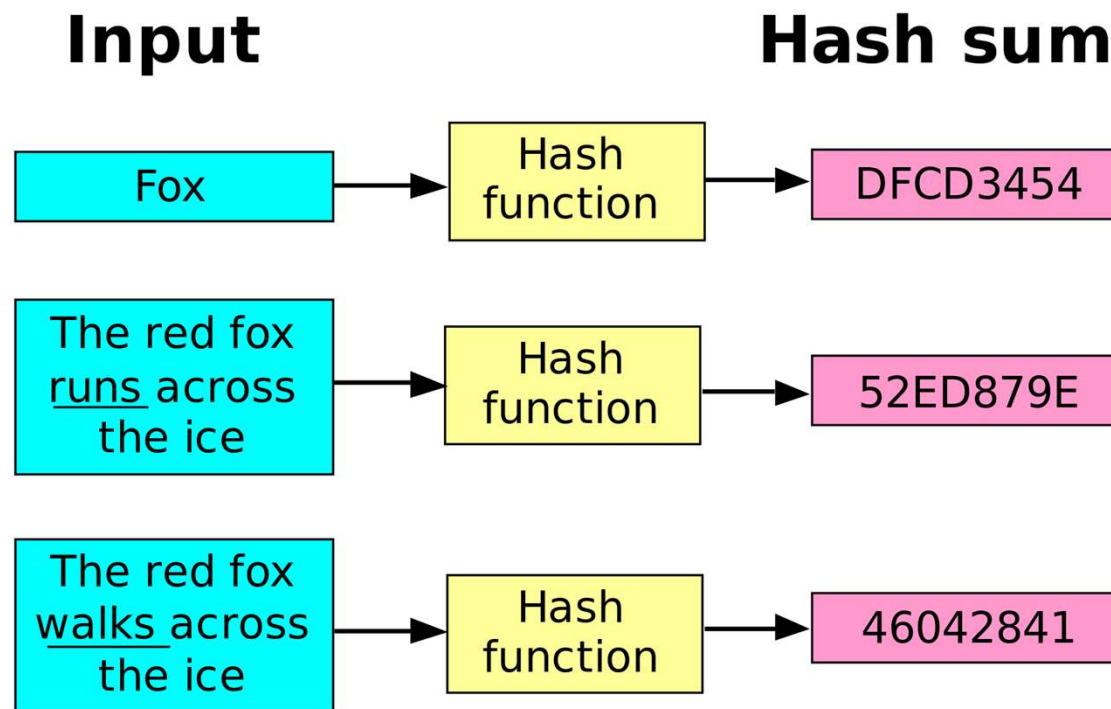 Input
Hash sum
Fox
Hash
function
DFCD3454
The red fox
runs across
the ice
Hash
function
52ED879E
The red fox
walks across
the ice
Hash
function
46042841